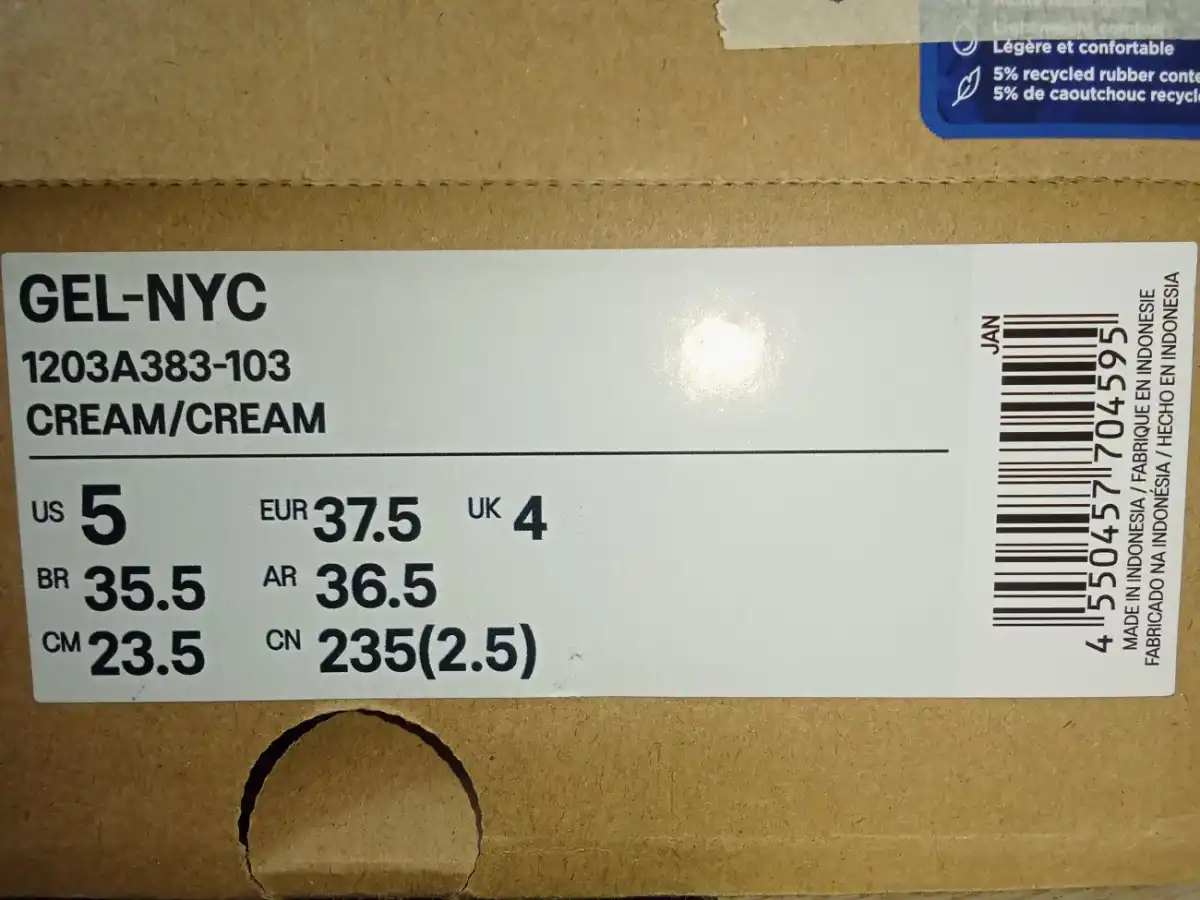 Légère et confortable
5% recycled rubber
5% de caoutchouc
GEL-NYC
1203A383-103
CREAM/CREAM
US 5 EUR 37.5 UK 4
BR 35.5 AR 36.5
CM 23.5 CN 235(2.5)
JAN
4 550457 704595
MADE IN INDONESIA / FABRIQUE EN INDONESIE
FABRICADO NA INDONÉSIA / HECHO EN INDONESIA